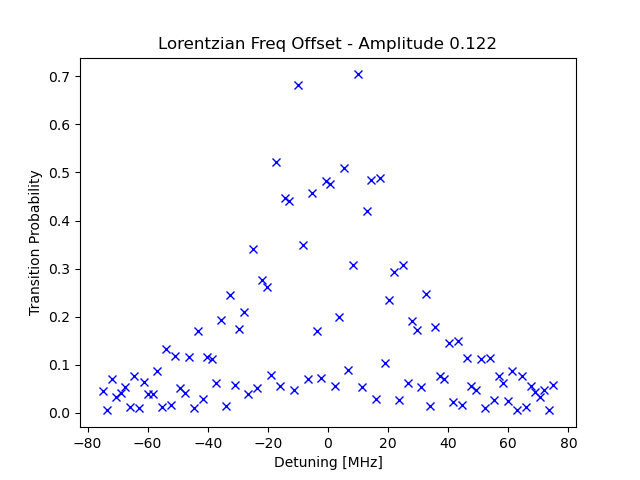 Lorentzian Freq Offset - Amplitude 0.122
0.7
0.6
0.5
0.4
0.3
0.2
0.1
0.0
Transition Probability
−80 −60 −40 −20 0 20 40 60 80
Detuning [MHz]